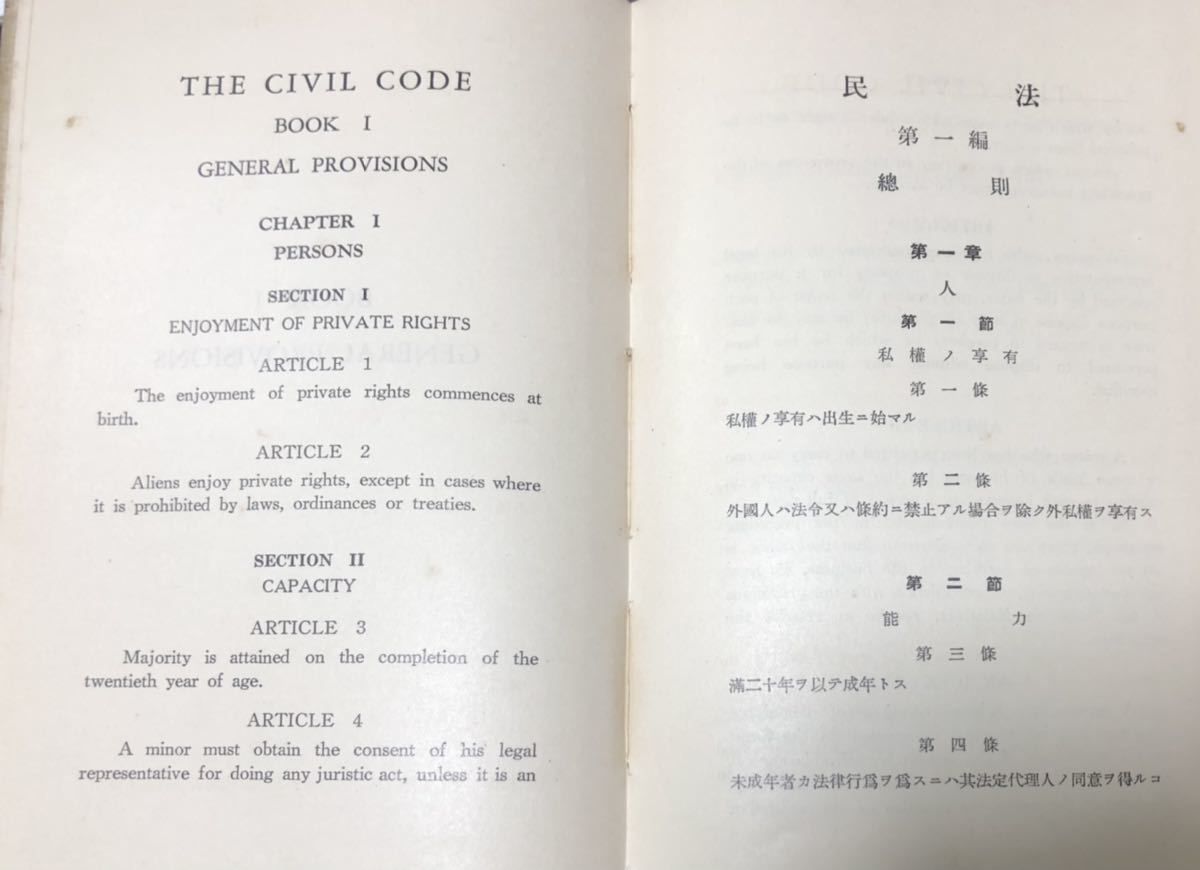 THE CIVIL CODE
BOOK I
GENERAL PROVISIONS
CHAPTER I
PERSONS
SECTION I
ENJOYMENT OF PRIVATE RIGHTS
ARTICLE 1
The enjoyment of private rights commences at
birth.
ARTICLE 2
Aliens enjoy private rights, except in cases where
it is prohibited by laws, ordinances or treaties.
SECTION II
CAPACITY
ARTICLE 3
Majority is attained on the completion of the
twentieth year of age.
ARTICLE 4
A minor must obtain the consent of his legal
representative for doing any juristic act, unless it is an
民法
第一編
總則
第一章
人
第一節
私權ノ享有
第一條
私權ノ享有ハ出生ニ始マル
第二條
外國人ハ法令又ハ條約ニ禁止アル場合ヲ除ク外私權ヲ享有ス
第二節
能力
第三條
滿二十年ヲ以テ成年トス
第四條
未成年者カ法律行爲ヲ爲スニハ其法定代理人ノ同意ヲ得ルコ